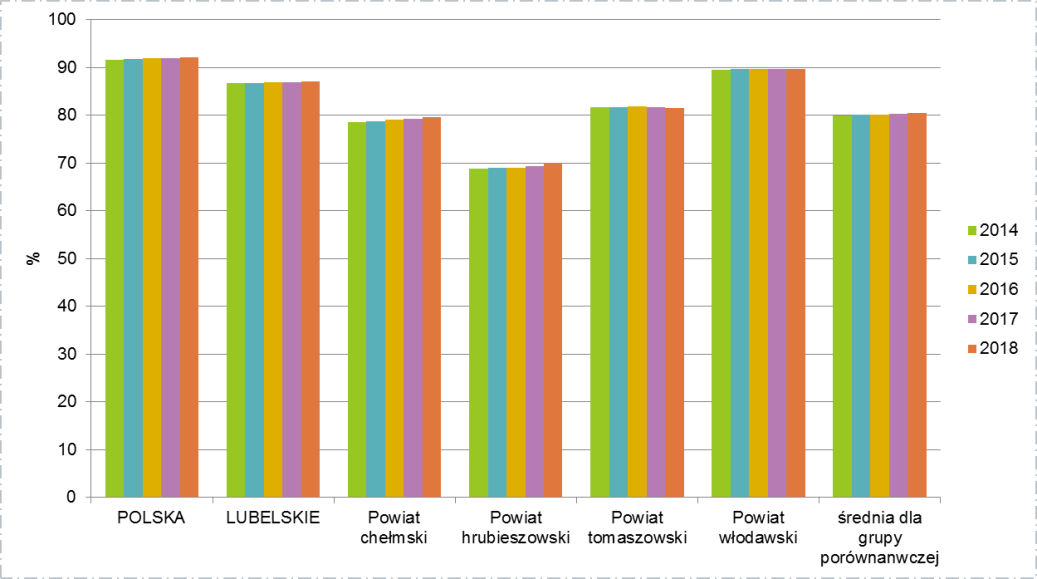 100
90
80
70
60
50
40
30
20
10
0
%
POLSKA
LUBELSKIE
Powiat
chełmski
Powiat
hrubieszowski
Powiat
tomaszowski
Powiat
włodawski
średnia dla
grupy
porównanwczej
2014
2015
2016
2017
2018